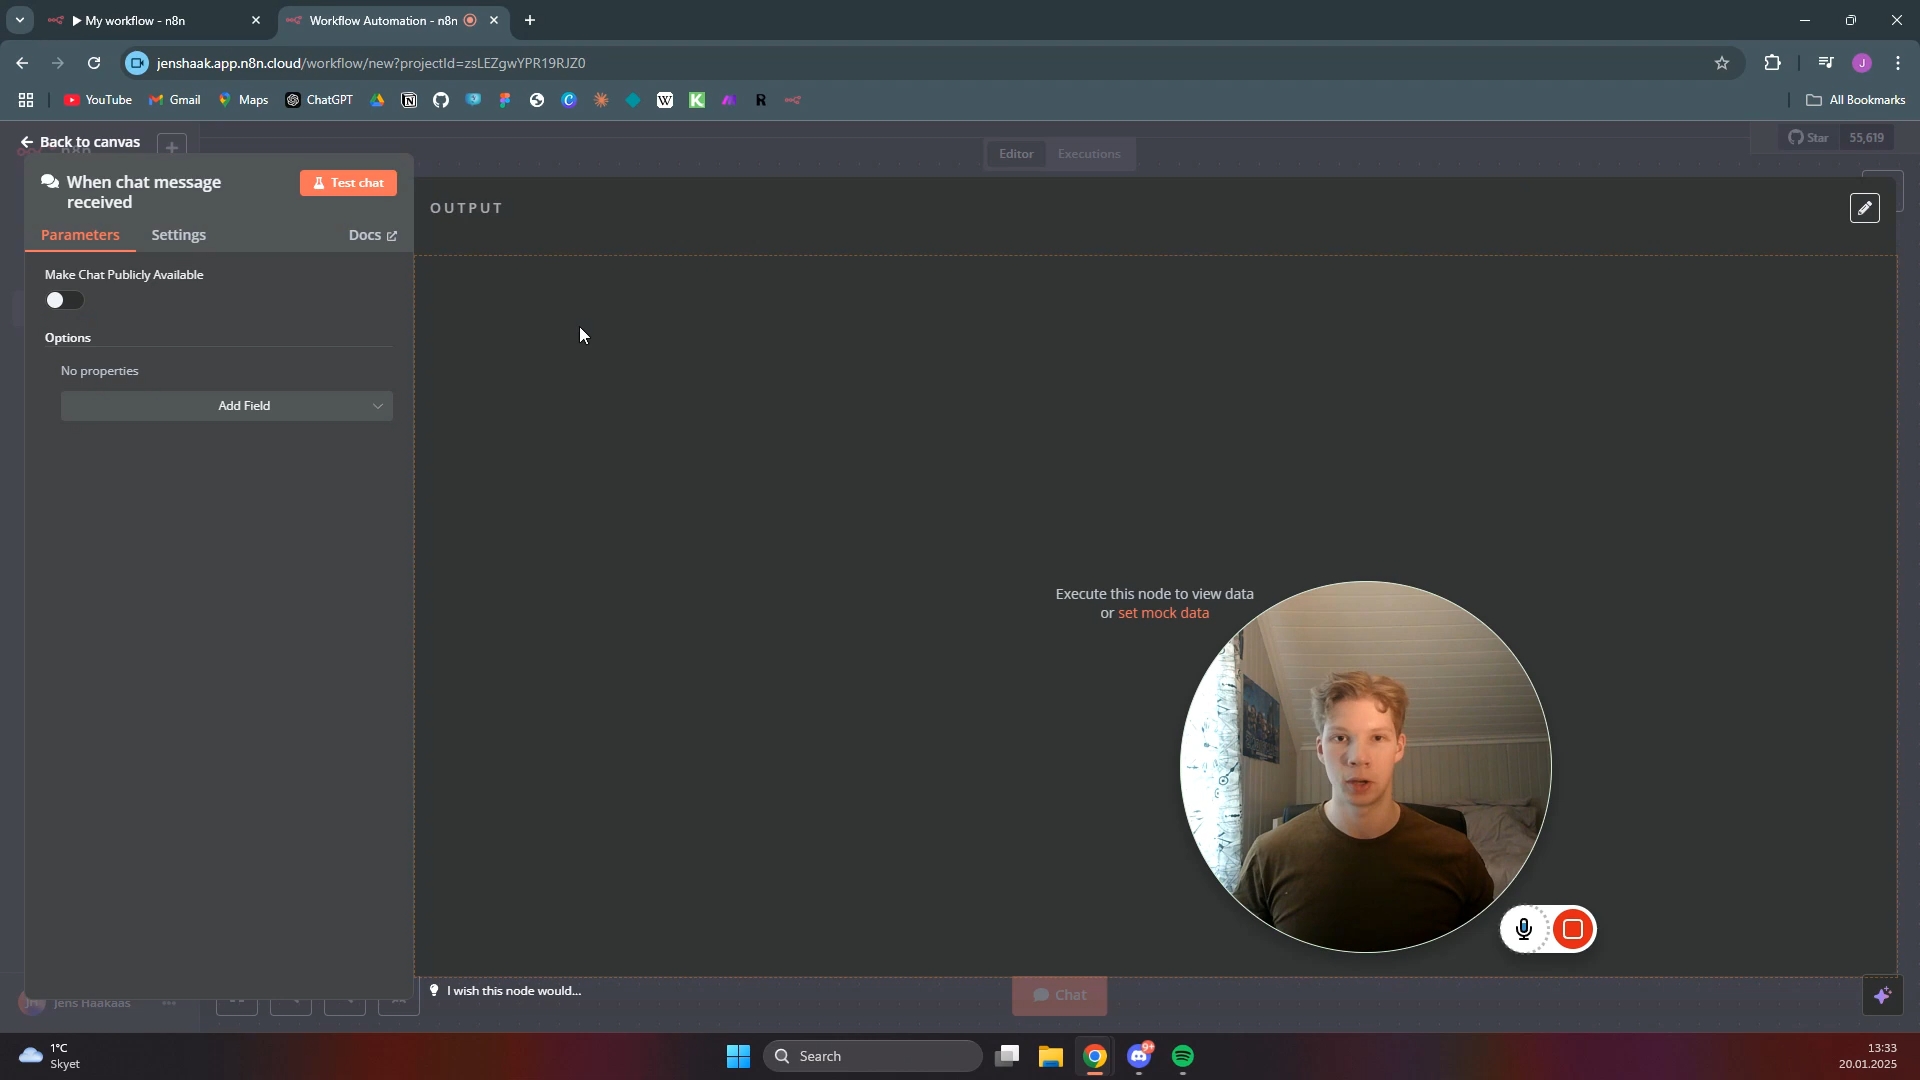 My workflow - n8n
Workflow Automation - n8n
jenshaak.app.n8n.cloud/workflow/new?projectId=zsLEZgwYPR19RJZ0
J
YouTube
Gmail
Maps
ChatGPT
All Bookmarks
Back to canvas
Editor
Executions
Star
55,619
When chat message
received
Test chat
Parameters
Settings
Docs
OUTPUT
Make Chat Publicly Available
Options
No properties
Add Field
Execute this node to view data
or set mock data
Jens Haakaas
I wish this node would...
Chat
1°C
Skyet
Search
9+
13:33
20.01.2025